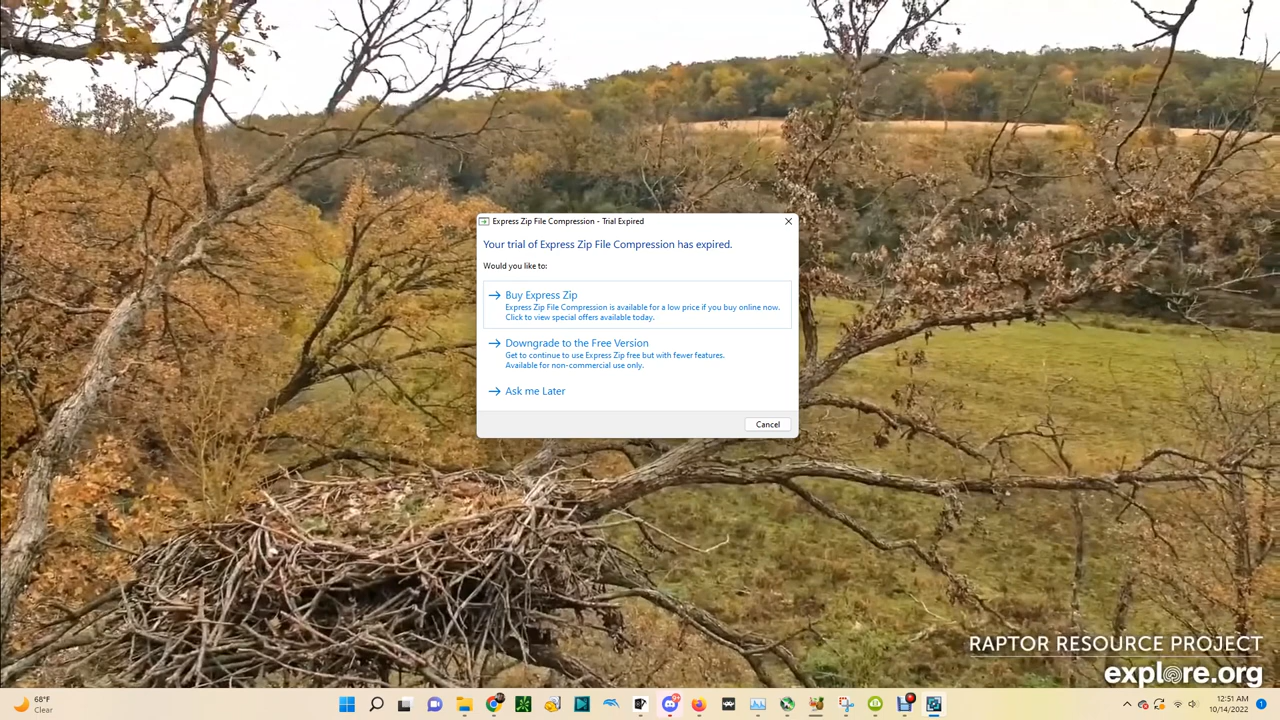 Express Zip File Compression - Trial Expired
Your trial of Express Zip File Compression has expired.
Would you like to:
Buy Express Zip
Express Zip File Compression is available for a low price if you buy online now.
Click to view special offers available today.
Downgrade to the Free Version
Get to continue to use Express Zip free but with fewer features.
Available for non-commercial use only.
Ask me Later
Cancel
RAPTOR RESOURCE PROJECT
explore.org
68°F
Clear
9+
12:51 AM
10/14/2022
1